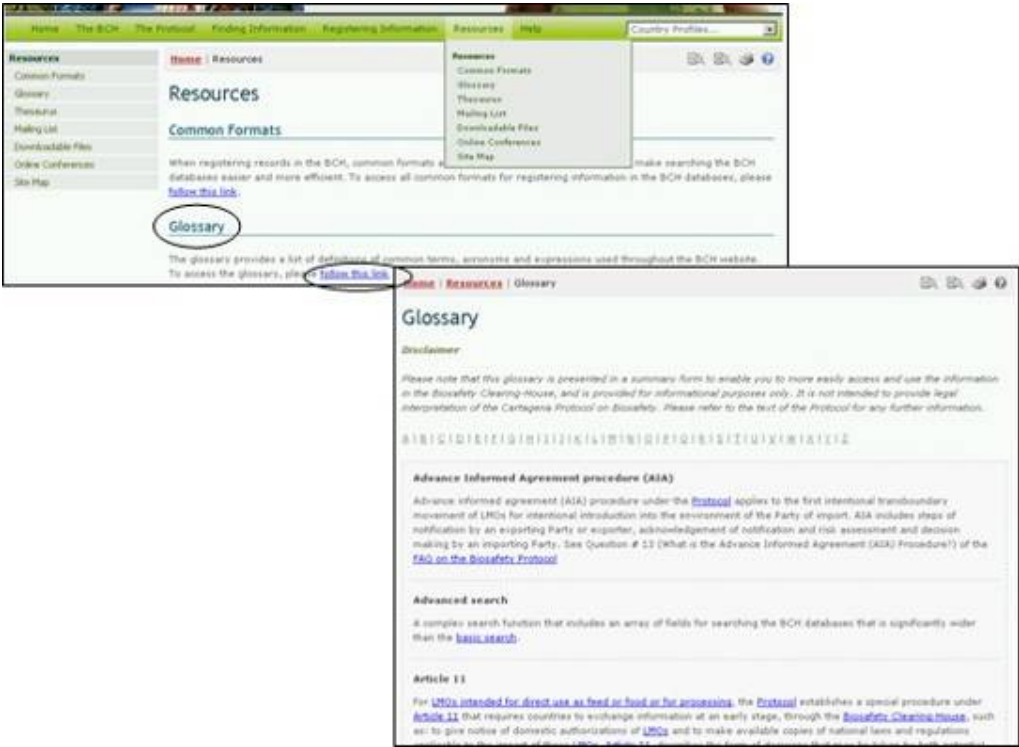 Home The BCH The Protocol Finding Information Registering Information Resources Help Country Profiles...
Resources
Common Formats
Glossary
Thesaurus
Mailing List
Downloadable Files
Online Conferences
Site Map
Home | Resources
Resources
Common Formats
Glossary
Thesaurus
Mailing List
Downloadable Files
Online Conferences
Site Map
Resources
Common Formats
When registering records in the BCH, common formats a make searching the BCH
databases easier and more efficient. To access all common formats for registering information in the BCH databases, please
follow this link.
Glossary
The glossary provides a list of definitions of common terms, acronyms and expressions used throughout the BCH website.
To access the glossary, please follow this link
Home | Resources | Glossary
Glossary
Disclaimer
Please note that this glossary is presented in a summary form to enable you to more easily access and use the information
in the Biosafety Clearing-House, and is provided for informational purposes only. It is not intended to provide legal
interpretation of the Cartagena Protocol on Biosafety. Please refer to the text of the Protocol for any further information.
A | B | C | D | E | F | G | H | I | J | K | L | M | N | O | P | Q | R | S | T | U | V | W | X | Y | Z
Advance Informed Agreement procedure (AIA)
Advance informed agreement (AIA) procedure under the Protocol applies to the first intentional transboundary
movement of LMOs for intentional introduction into the environment of the Party of import. AIA includes steps of
notification by an exporting Party or exporter, acknowledgement of notification and risk assessment and decision
making by an importing Party. See Question # 13 (What is the Advance Informed Agreement (AIA) Procedure?) of the
FAQ on the Biosafety Protocol
Advanced search
A complex search function that includes an array of fields for searching the BCH databases that is significantly wider
than the basic search.
Article 11
For LMOs intended for direct use as feed or food or for processing, the Protocol establishes a special procedure under
Article 11 that requires countries to exchange information at an early stage, through the Biosafety Clearing-House, such
as: to give notice of domestic authorizations of LMOs and to make available copies of national laws and regulations